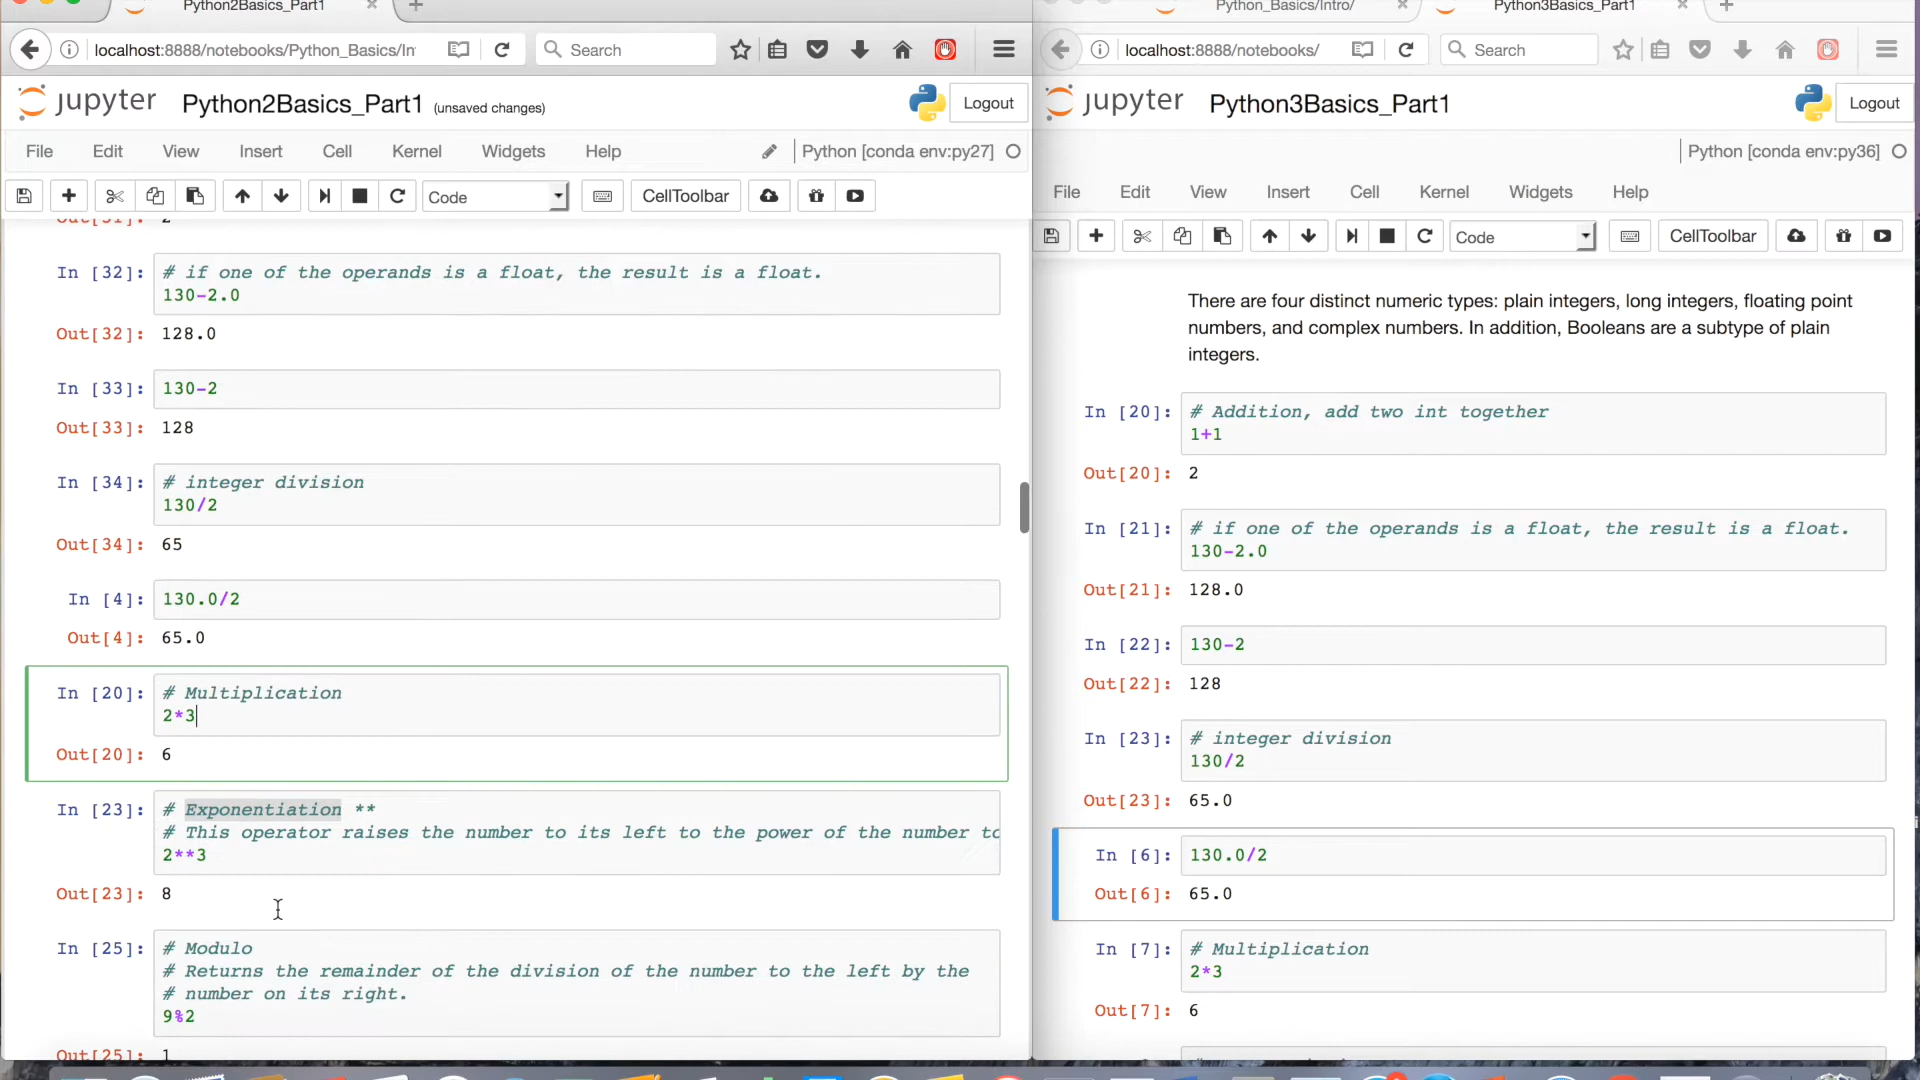 Python2Basics_Part1
localhost:8888/notebooks/Python_Basics/Int
Search
jupyter Python2Basics_Part1 (unsaved changes)
Logout
File Edit View Insert Cell Kernel Widgets Help
Python [conda env:py27]
Code
CellToolbar
Out[31]: 2
In [32]: # if one of the operands is a float, the result is a float.
130-2.0
Out[32]: 128.0
In [33]: 130-2
Out[33]: 128
In [34]: # integer division
130/2
Out[34]: 65
In [4]: 130.0/2
Out[4]: 65.0
In [20]: # Multiplication
2*3
Out[20]: 6
In [23]: # Exponentiation **
# This operator raises the number to its left to the power of the number to
2**3
Out[23]: 8
In [25]: # Modulo
# Returns the remainder of the division of the number to the left by the
# number on its right.
9%2
Out[25]: 1
Python_Basics/Intro/
Python3Basics_Part1
localhost:8888/notebooks/
Search
jupyter Python3Basics_Part1
Logout
Python [conda env:py36]
File Edit View Insert Cell Kernel Widgets Help
Code
CellToolbar
There are four distinct numeric types: plain integers, long integers, floating point
numbers, and complex numbers. In addition, Booleans are a subtype of plain
integers.
In [20]: # Addition, add two int together
1+1
Out[20]: 2
In [21]: # if one of the operands is a float, the result is a float.
130-2.0
Out[21]: 128.0
In [22]: 130-2
Out[22]: 128
In [23]: # integer division
130/2
Out[23]: 65.0
In [6]: 130.0/2
Out[6]: 65.0
In [7]: # Multiplication
2*3
Out[7]: 6